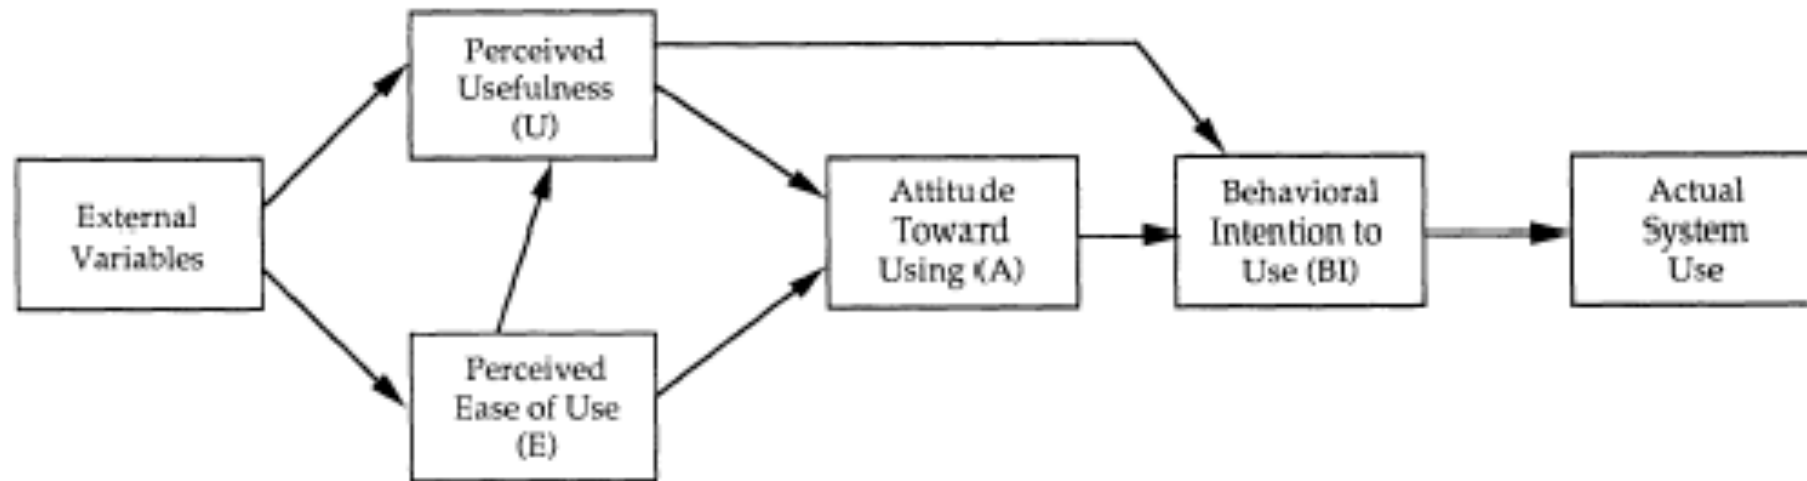 Perceived
Usefulness
(U)
External
Variables
Attitude
Toward
Using (A)
Behavioral
Intention to
Use (BI)
Actual
System
Use
Perceived
Ease of Use
(E)